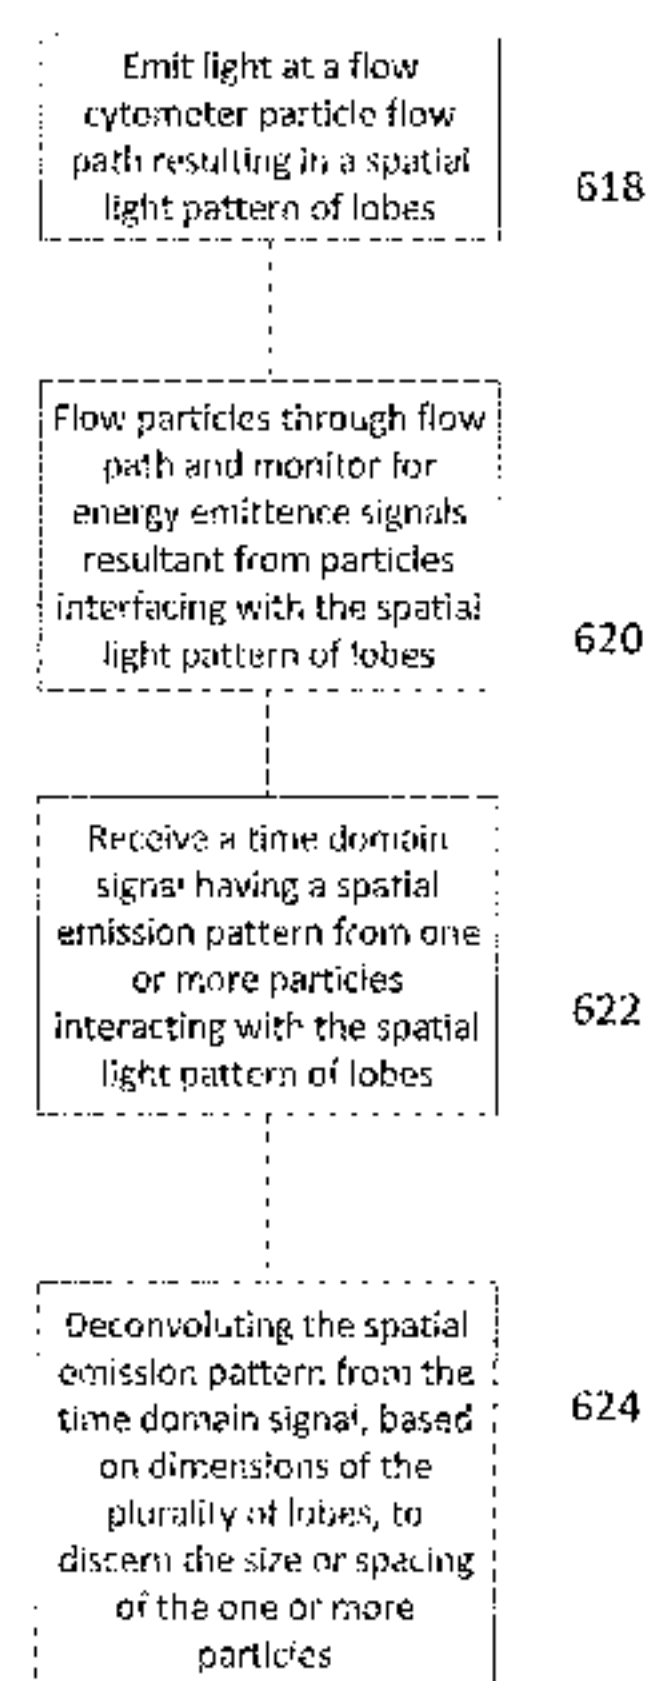 Emit light at a flow
cytometer particle flow
path resulting in a spatial
light pattern of lobes
618
Flow particles through flow
path and monitor for
energy emittence signals
resultant from particles
interfacing with the spatial
light pattern of lobes
620
Receive a time domain
signal having a spatial
emission pattern from one
or more particles
interacting with the spatial
light pattern of lobes
622
Deconvoluting the spatial
emission pattern from the
time domain signal, based
on dimensions of the
plurality of lobes, to
discern the size or spacing
of the one or more
particles
624